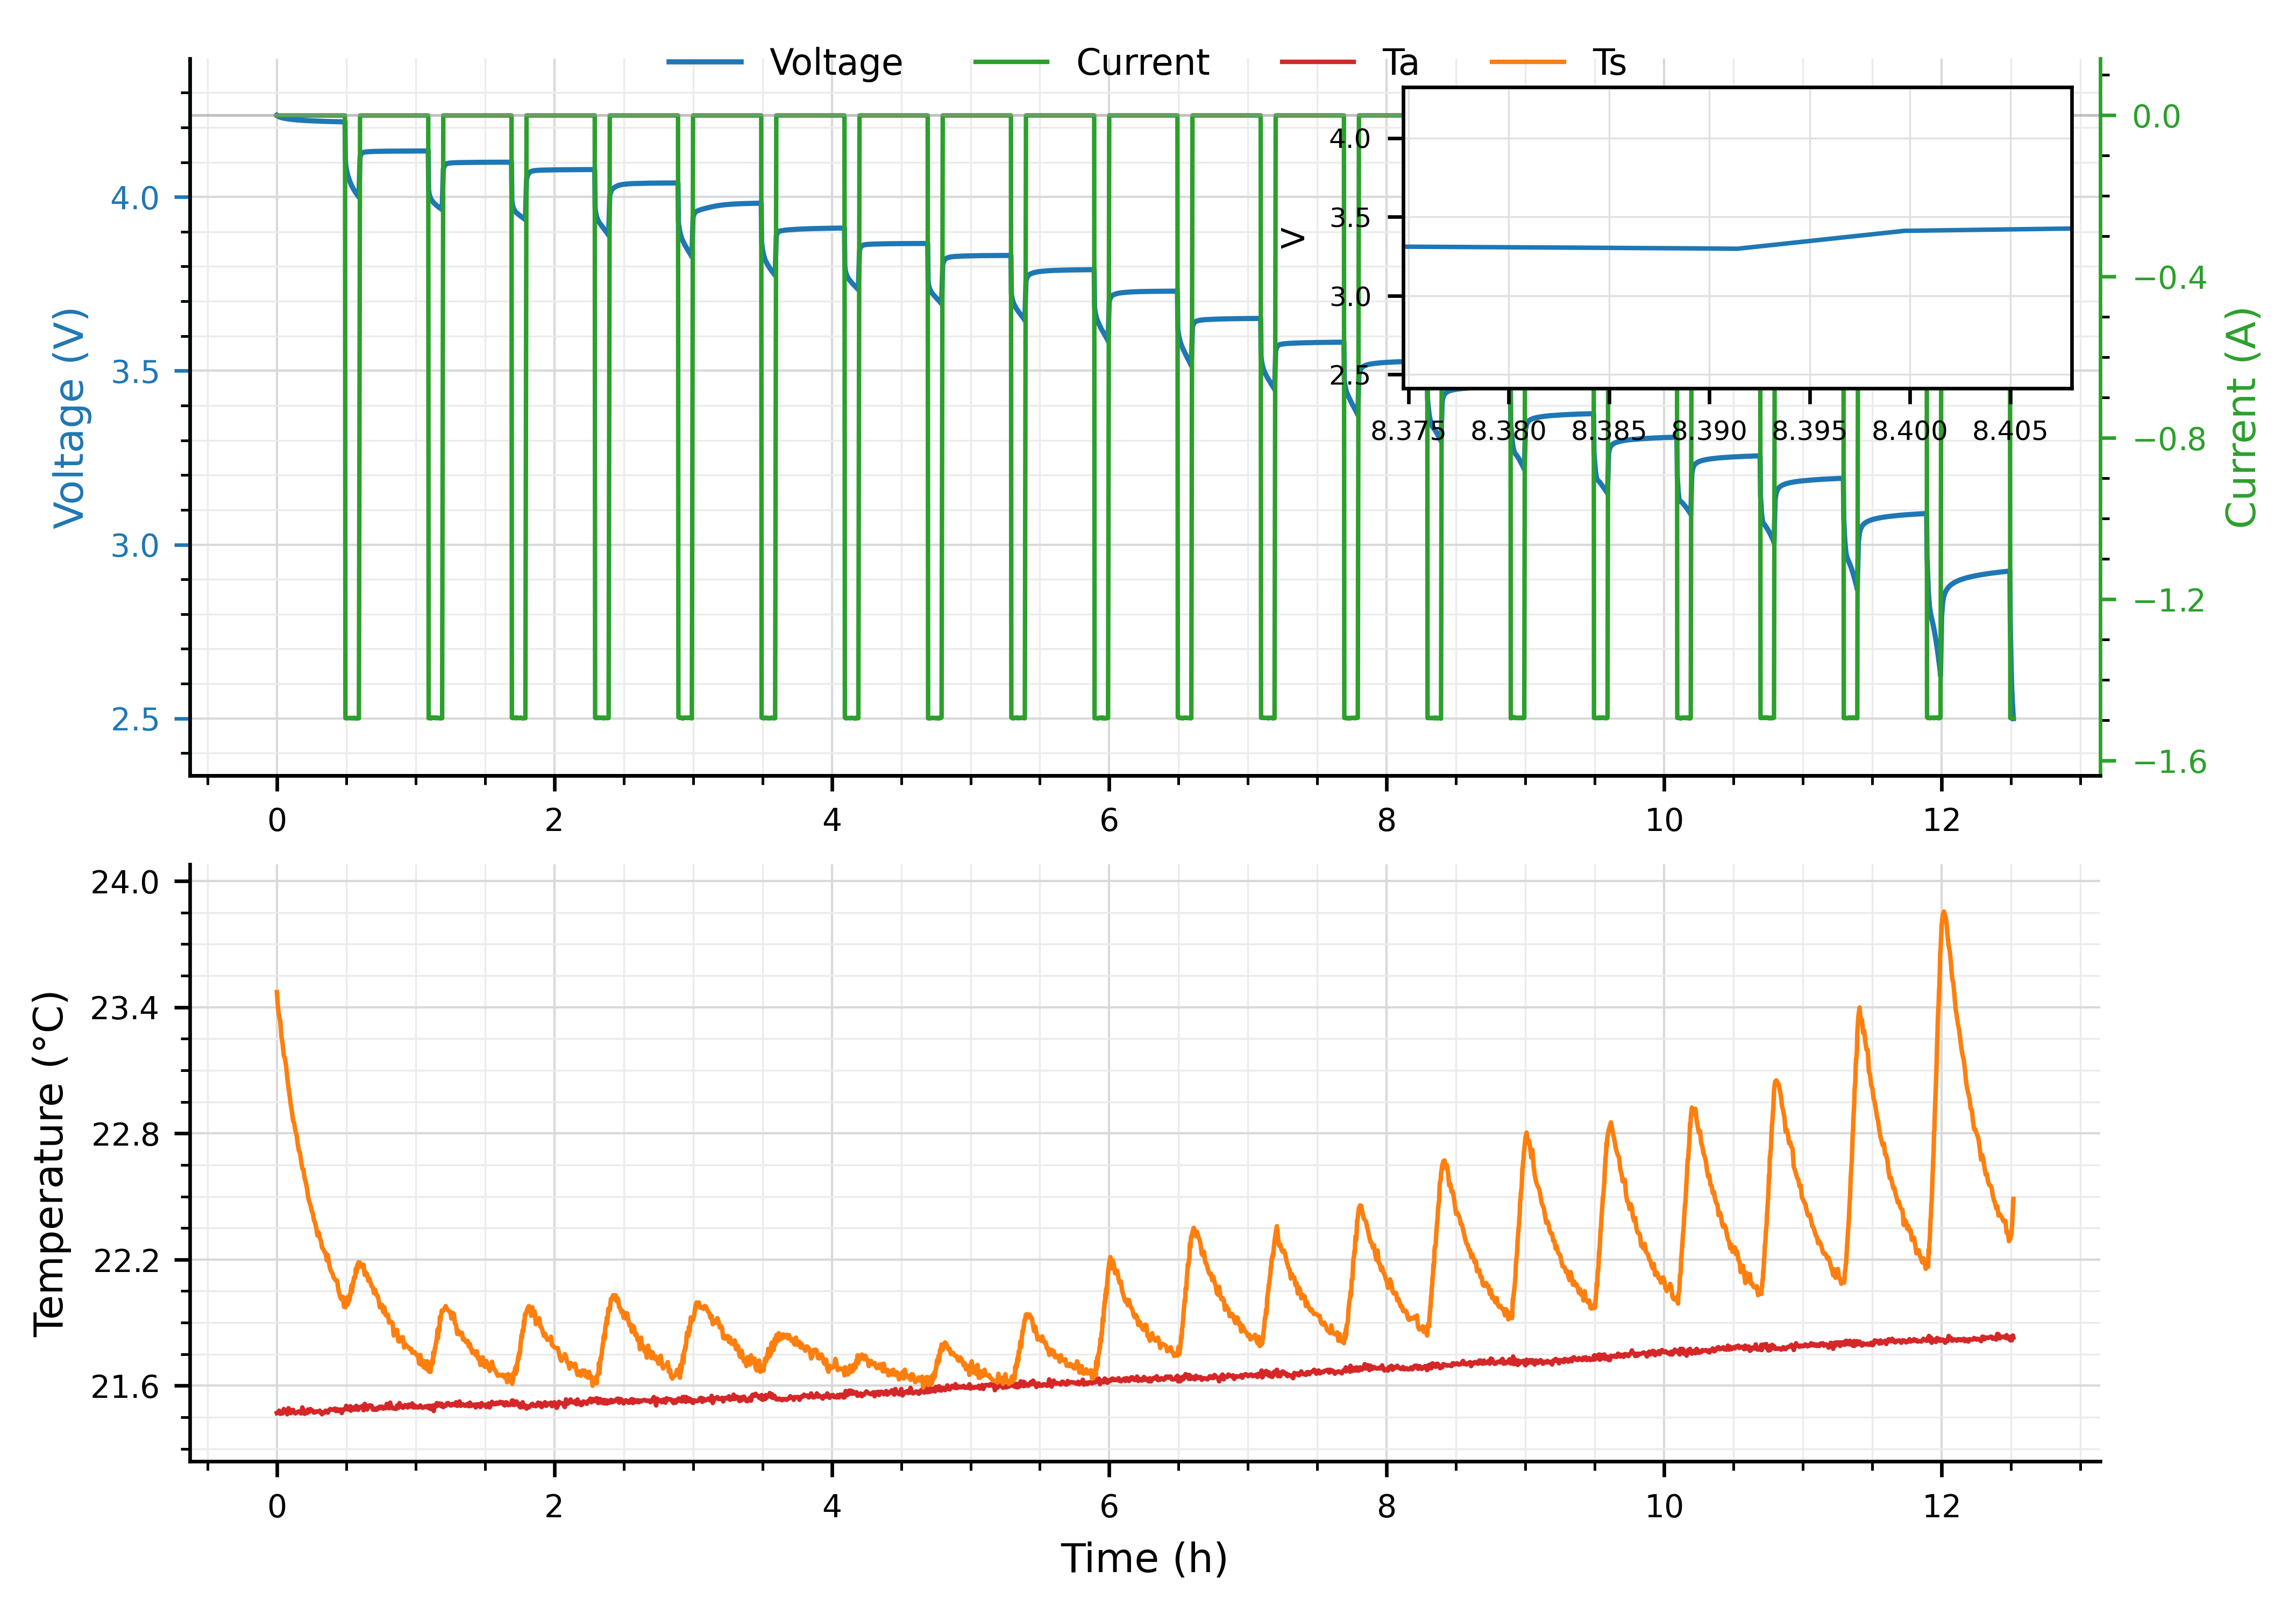 Voltage Current Ta Ts
Voltage (V)
4.0
3.5
3.0
2.5
V
4.0
3.5
3.0
2.5
8.375 8.380 8.385 8.390 8.395 8.400 8.405
0.0
−0.4
−0.8
−1.2
−1.6
Current (A)
0 2 4 6 8 10 12
Temperature (°C)
24.0
23.4
22.8
22.2
21.6
0 2 4 6 8 10 12
Time (h)